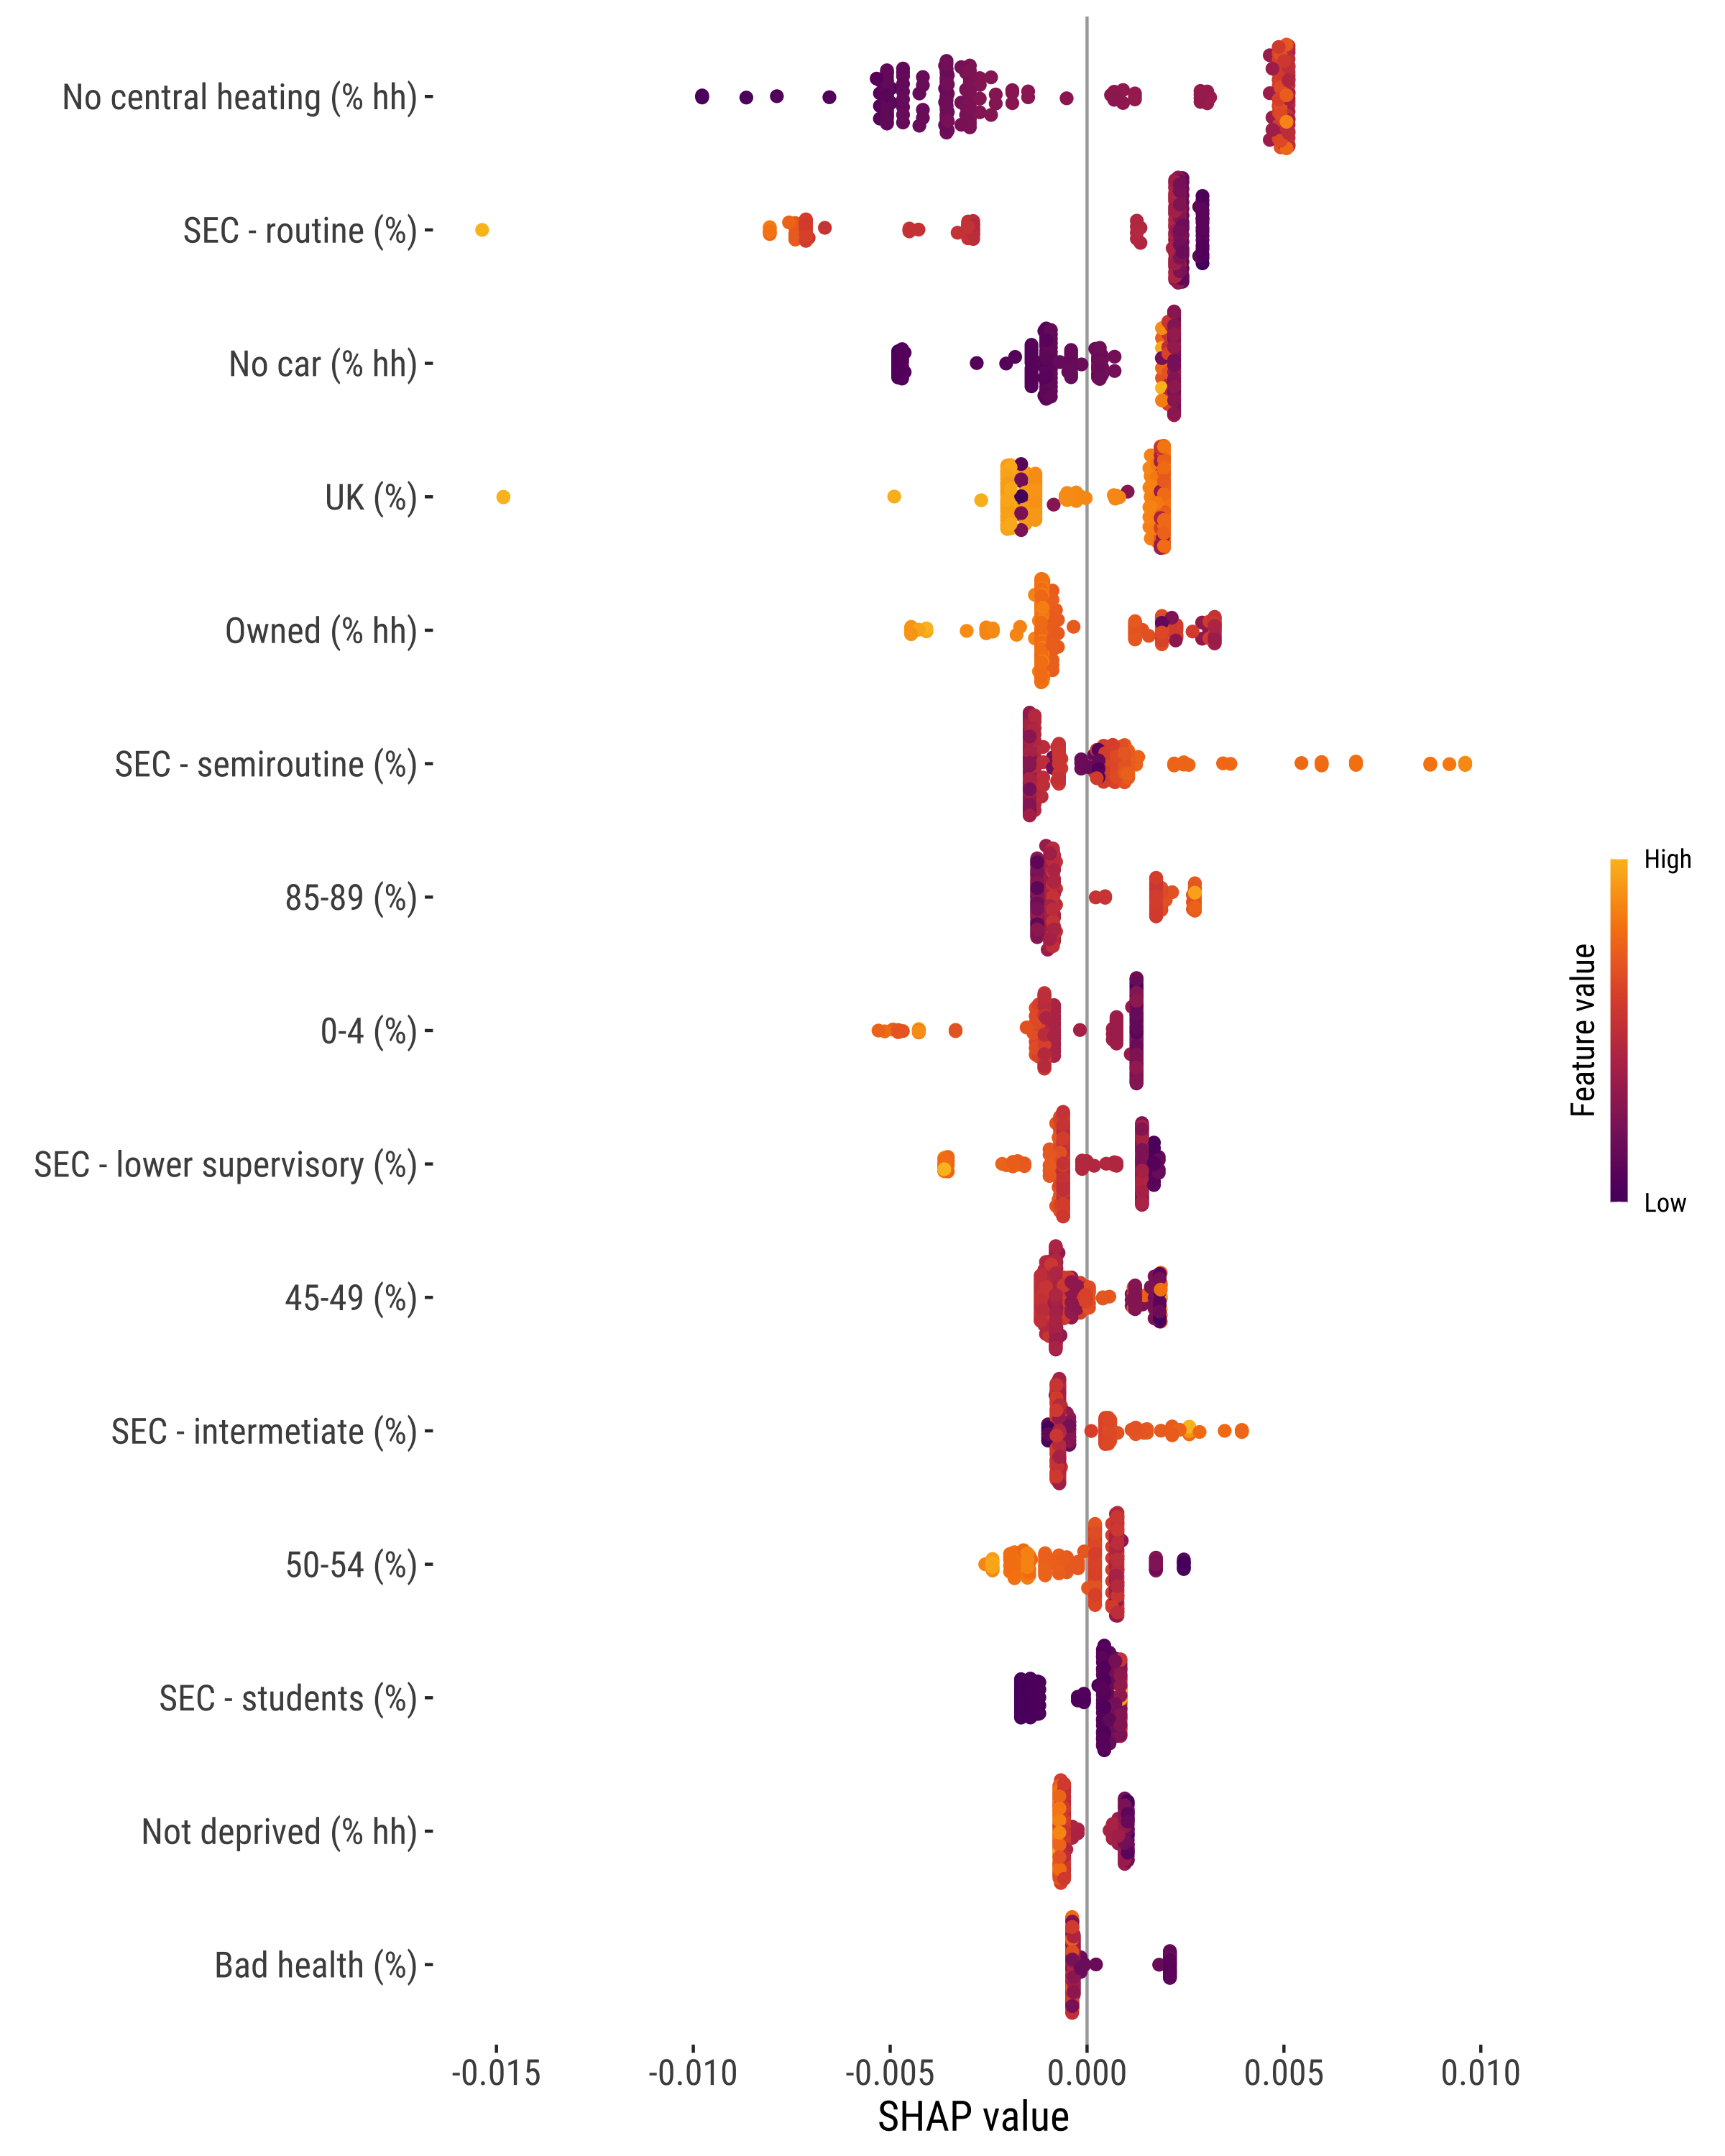 No central heating (% hh)
SEC - routine (%)
No car (% hh)
UK (%)
Owned (% hh)
SEC - semiroutine (%)
85-89 (%)
0-4 (%)
SEC - lower supervisory (%)
45-49 (%)
SEC - intermetiate (%)
50-54 (%)
SEC - students (%)
Not deprived (% hh)
Bad health (%)
-0.015 -0.010 -0.005 0.000 0.005 0.010
SHAP value
High
Feature value
Low